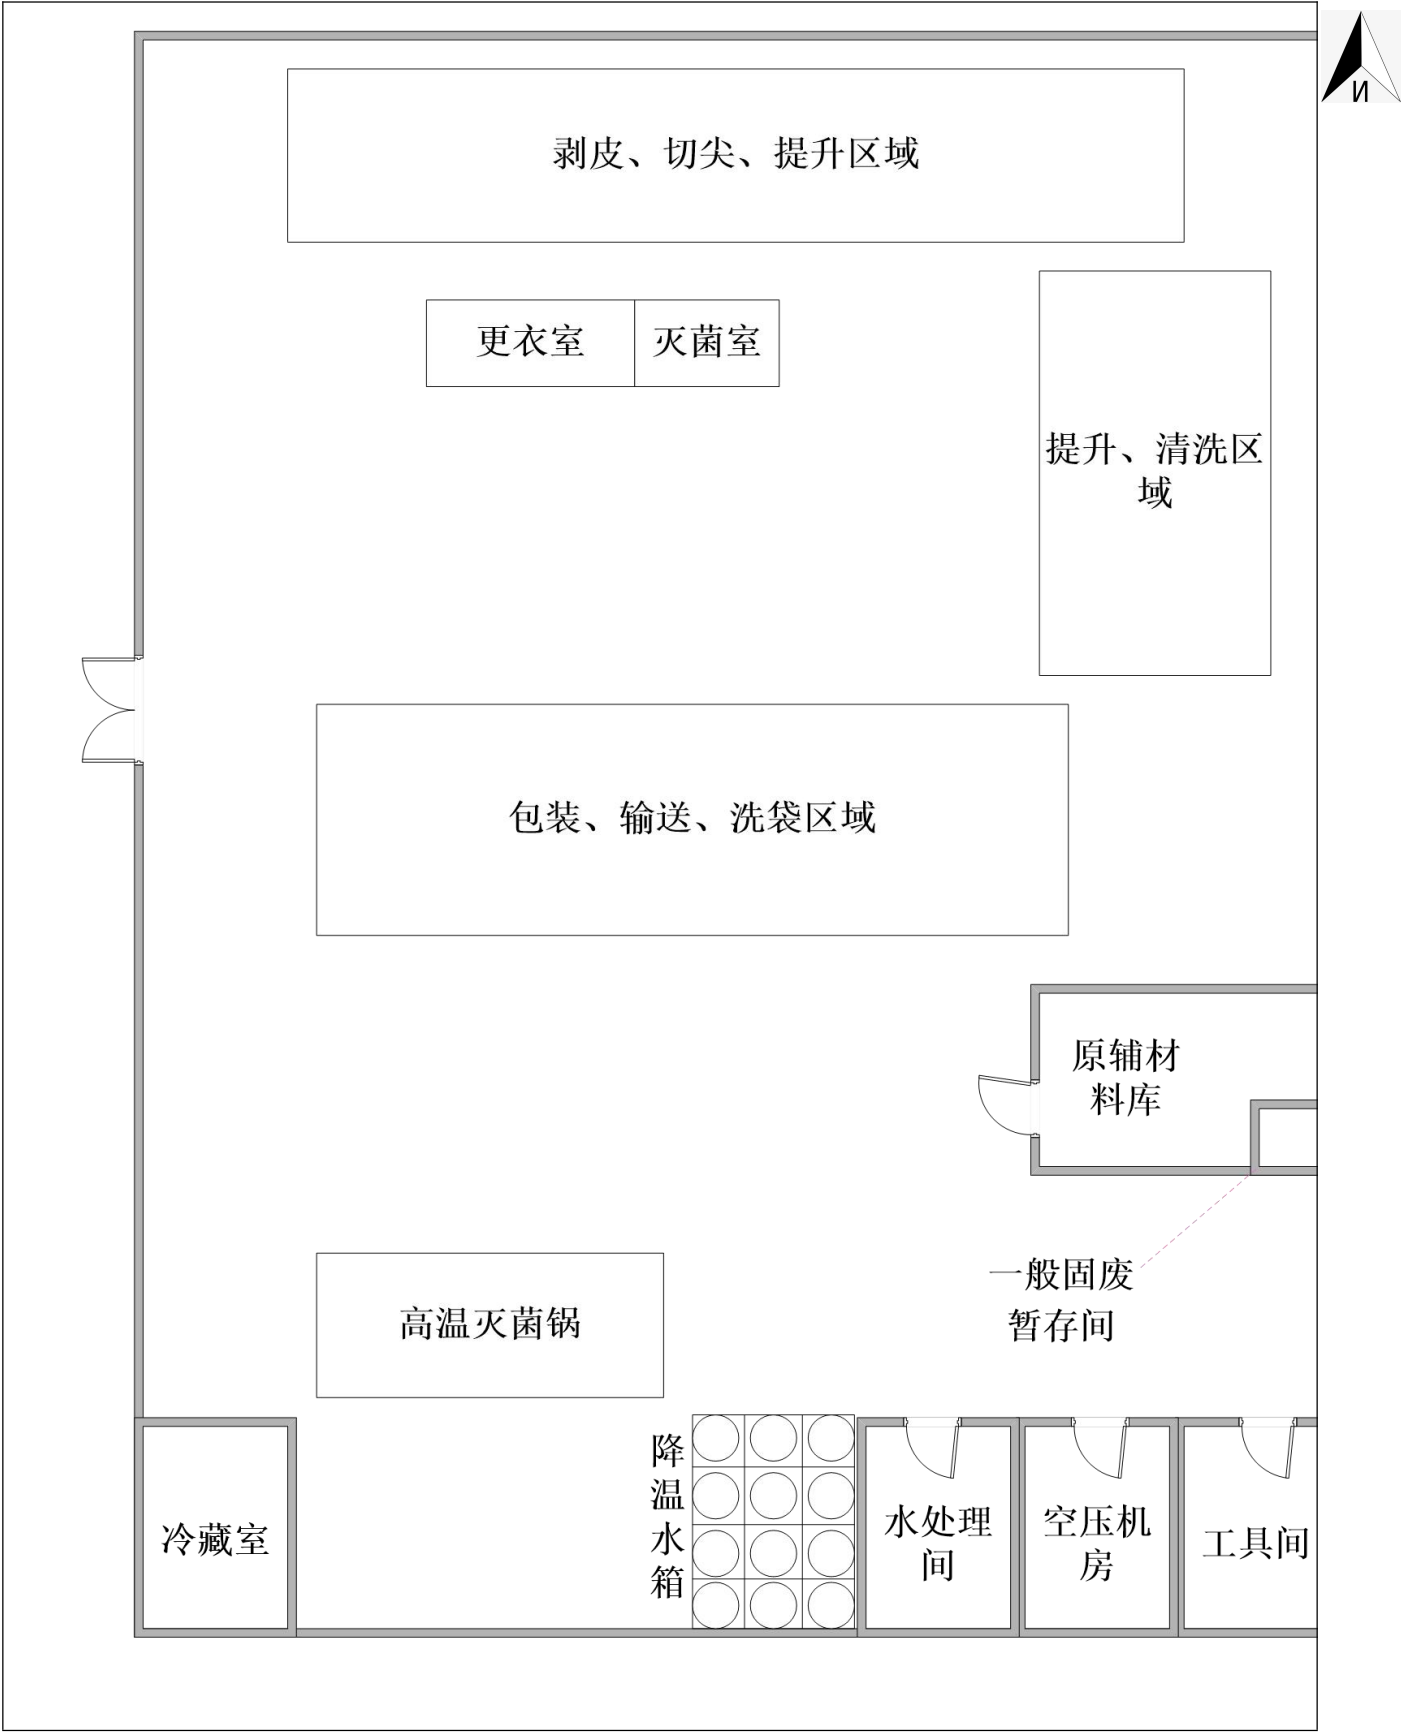 N
剥皮、切尖、提升区域
更衣室
灭菌室
提升、清洗区
域
包装、输送、洗袋区域
原辅材
料库
一般固废
暂存间
高温灭菌锅
降
温
水
箱
冷藏室
水处理
间
空压机
房
工具间